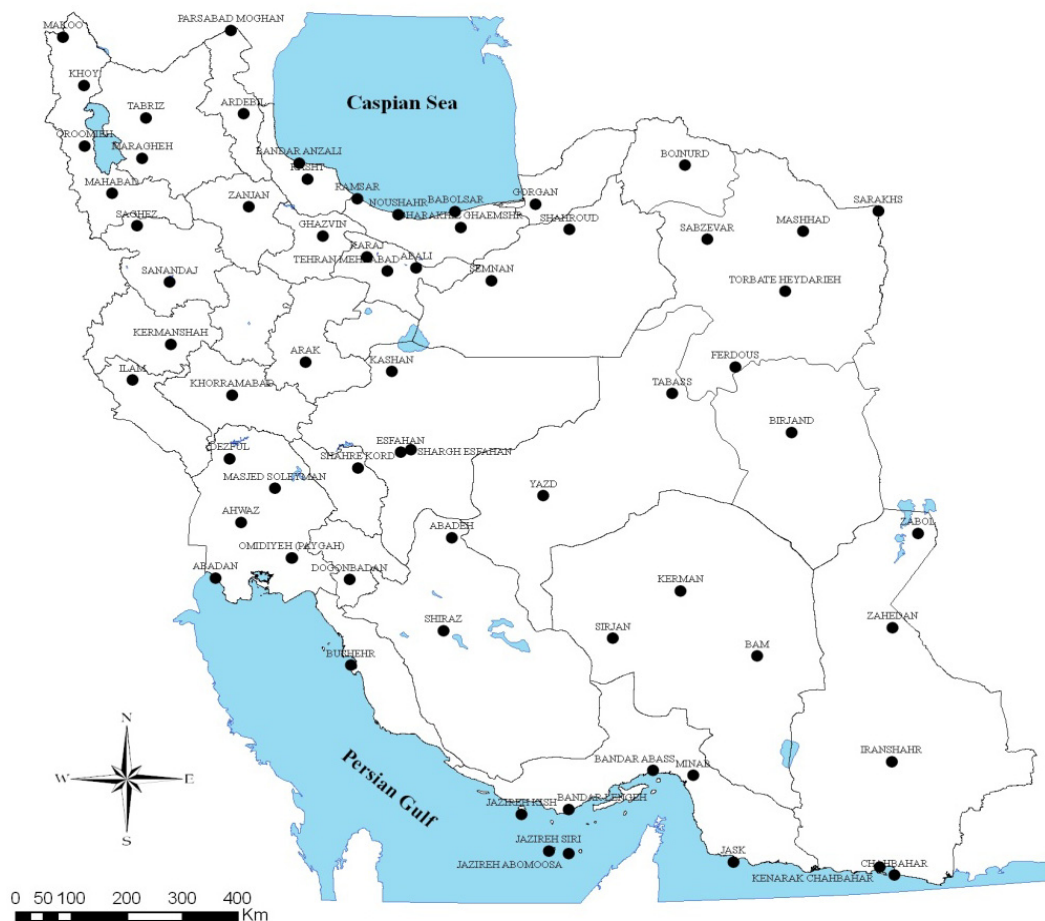 PARSABAD MOGHAN
MAKOO
KHOY
Caspian Sea
TABRIZ
ARDEBIL
OROOMIEH
MARAGHEH
BANDAR ANZALI
RASHT
BOJNURD
MAHABAD
ZANJAN
RAMSAR
NOUSHAHR
BABOLSAR
GORGAN
SARAKHS
SAGHEZ
GHARAKHIL GHAEMSHR
SHAHROUD
MASHHAD
GHAZVIN
SABZEVAR
KARAJ
TEHRAN MEHRABAD
ABALI
SEMNAN
SANANDAJ
TORBATE HEYDARIEH
KERMANSHAH
ARAK
KASHAN
FERDOUS
ILAM
TABASS
KHORRAMABAD
BIRJAND
ESFAHAN
SHARGH ESFAHAN
DEZFUL
SHAHRE KORD
MASJED SOLEYMAN
YAZD
AHWAZ
ABADEH
ZABOL
OMIDIYEH (PAYGAH)
ABADAN
DOGONBADAN
KERMAN
SHIRAZ
SIRJAN
ZAHEDAN
BAM
BUSHEHR
N
W
E
S
Persian Gulf
BANDAR ABASS
MINAB
IRANSHAHR
JAZIREH KISH
BANDAR LENGEH
JAZIREH SIRI
JAZIREH ABOMOOSA
JASK
CHAHBAHAR
KENARAK CHAHBAHAR
0 50 100 200 300 400
Km